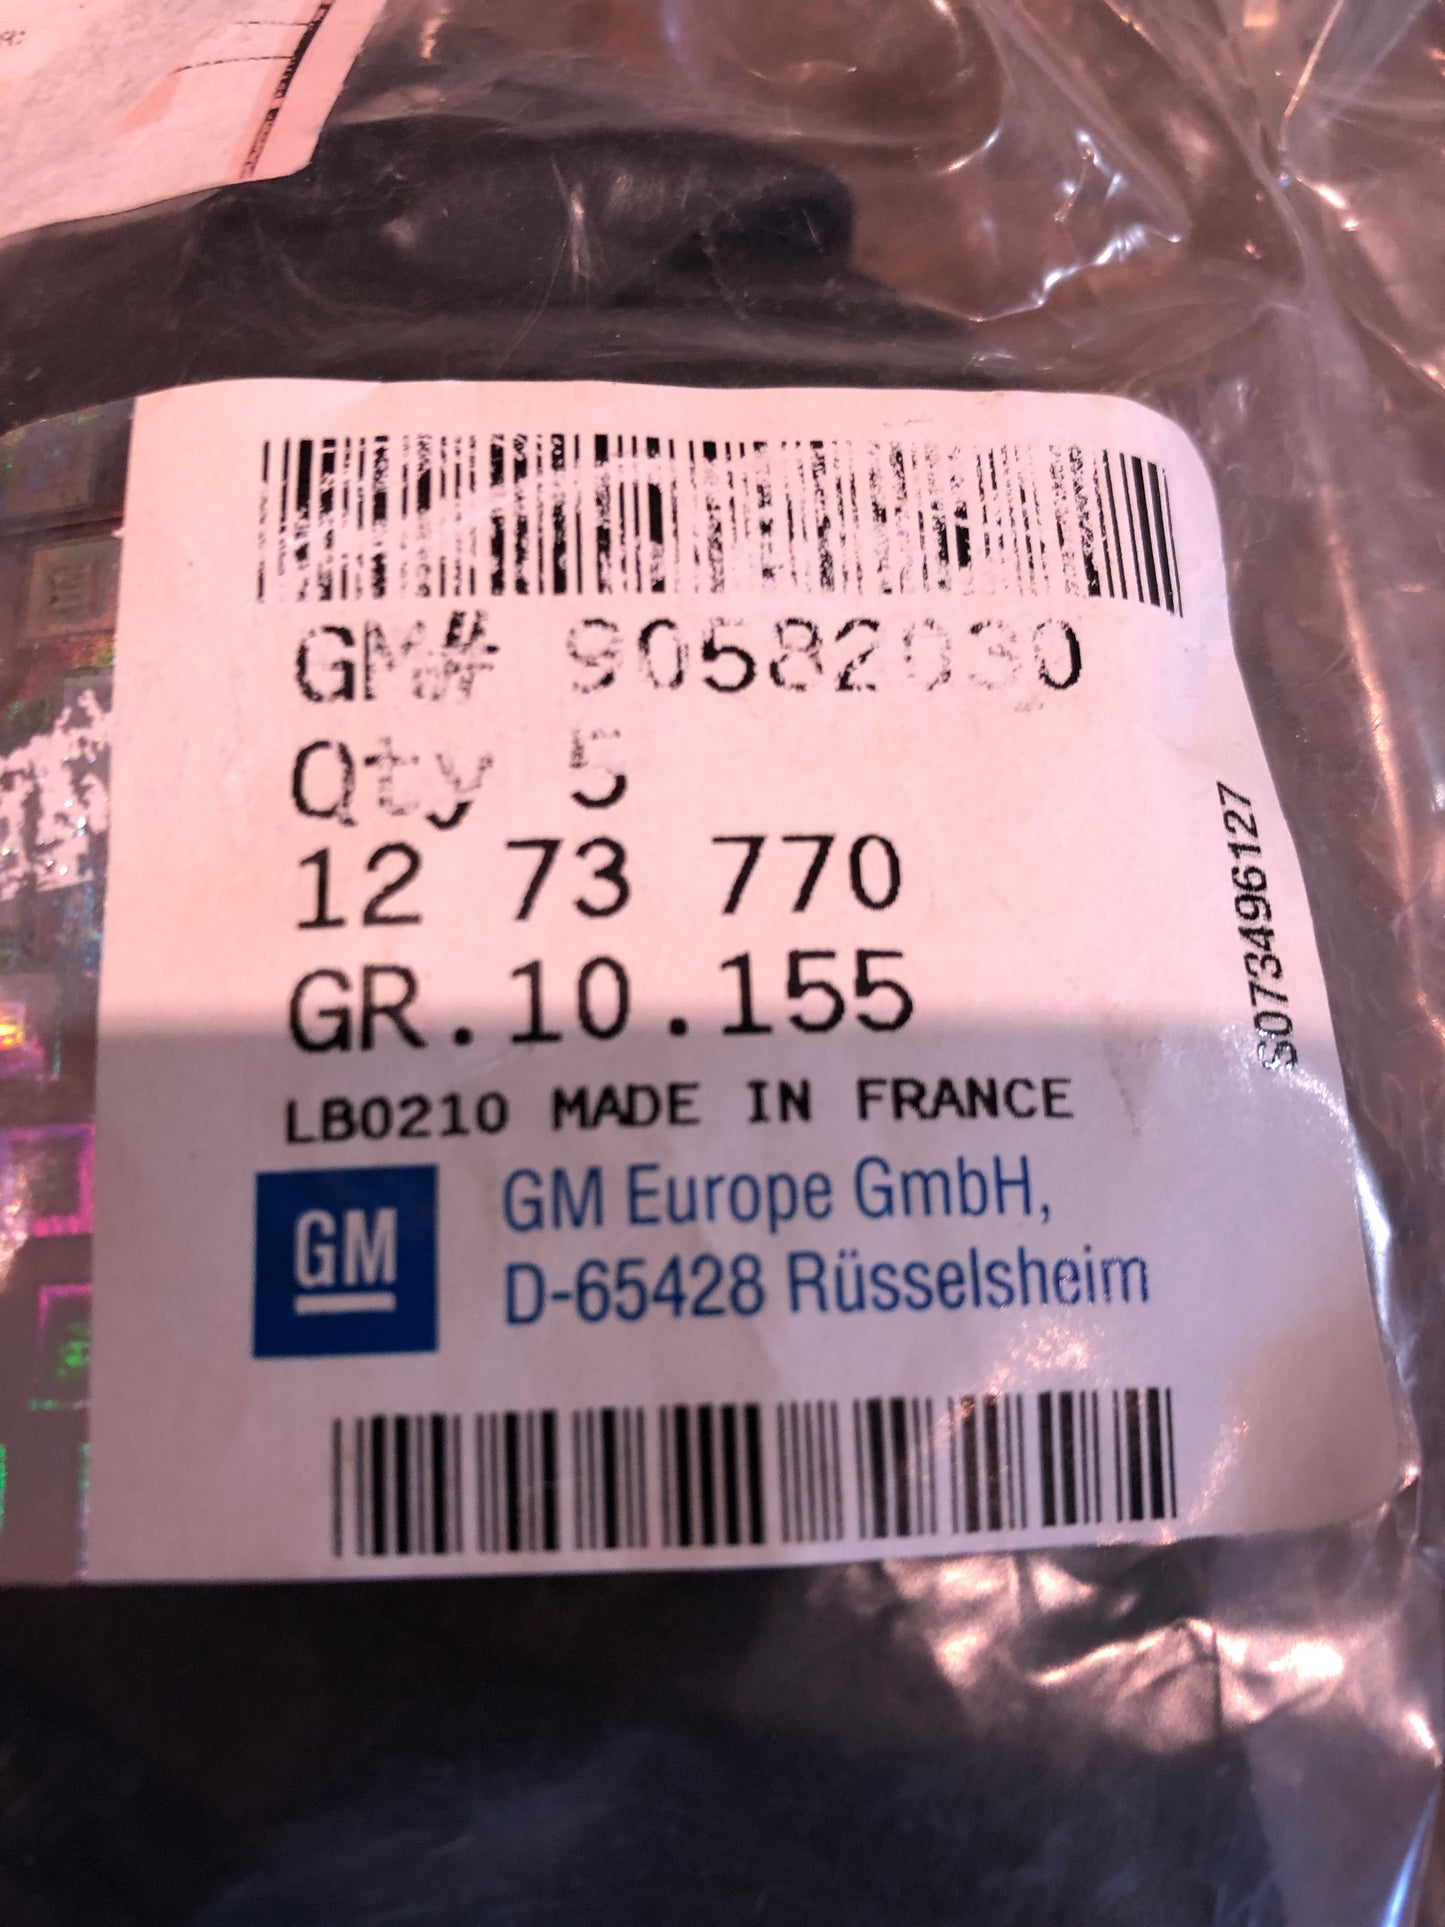 GM# 90582030
Qty 5
12 73 770
GR.10.155
LB0210 MADE IN FRANCE
GM
GM Europe GmbH,
D-65428 Rüsselsheim
S0734496127